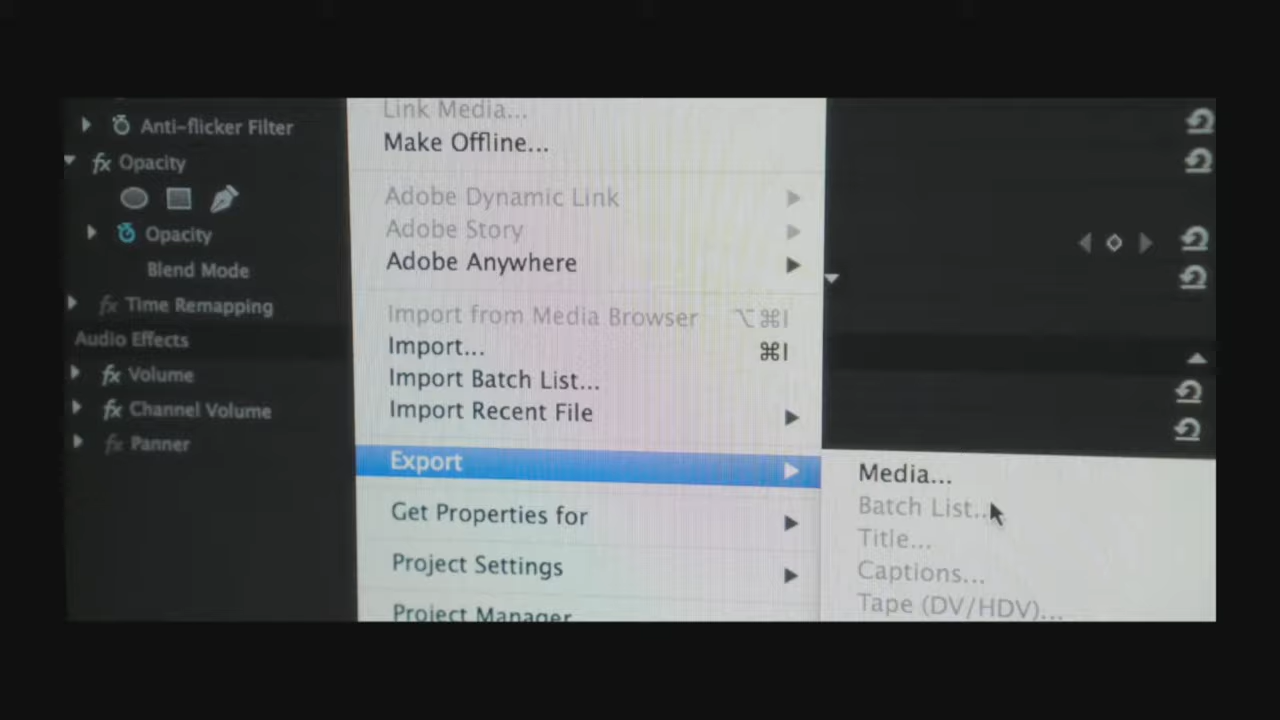 Anti-flicker Filter
fx Opacity
Opacity
Blend Mode
fx Time Remapping
Audio Effects
fx Volume
fx Channel Volume
fx Panner
Link Media...
Make Offline...
Adobe Dynamic Link
Adobe Story
Adobe Anywhere
Import from Media Browser ⌥⌘I
Import... ⌘I
Import Batch List...
Import Recent File
Export
Get Properties for
Project Settings
Project Manager
Media...
Batch List...
Title...
Captions...
Tape (DV/HDV)...